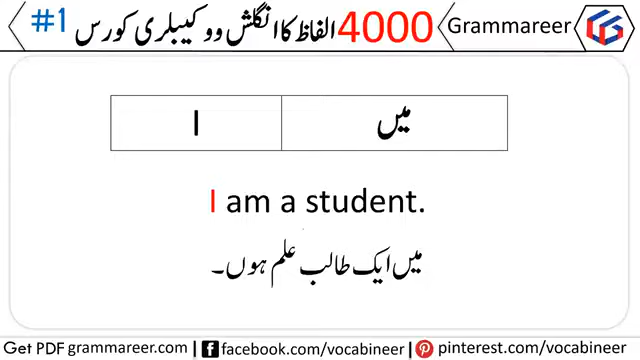 #1 4000 الفاظ کا انگلش ووکیبلری کورس Grammareer
I میں
I am a student.
میں ایک طالب علم ہوں۔
Get PDF grammareer.com | facebook.com/vocabineer | pinterest.com/vocabineer